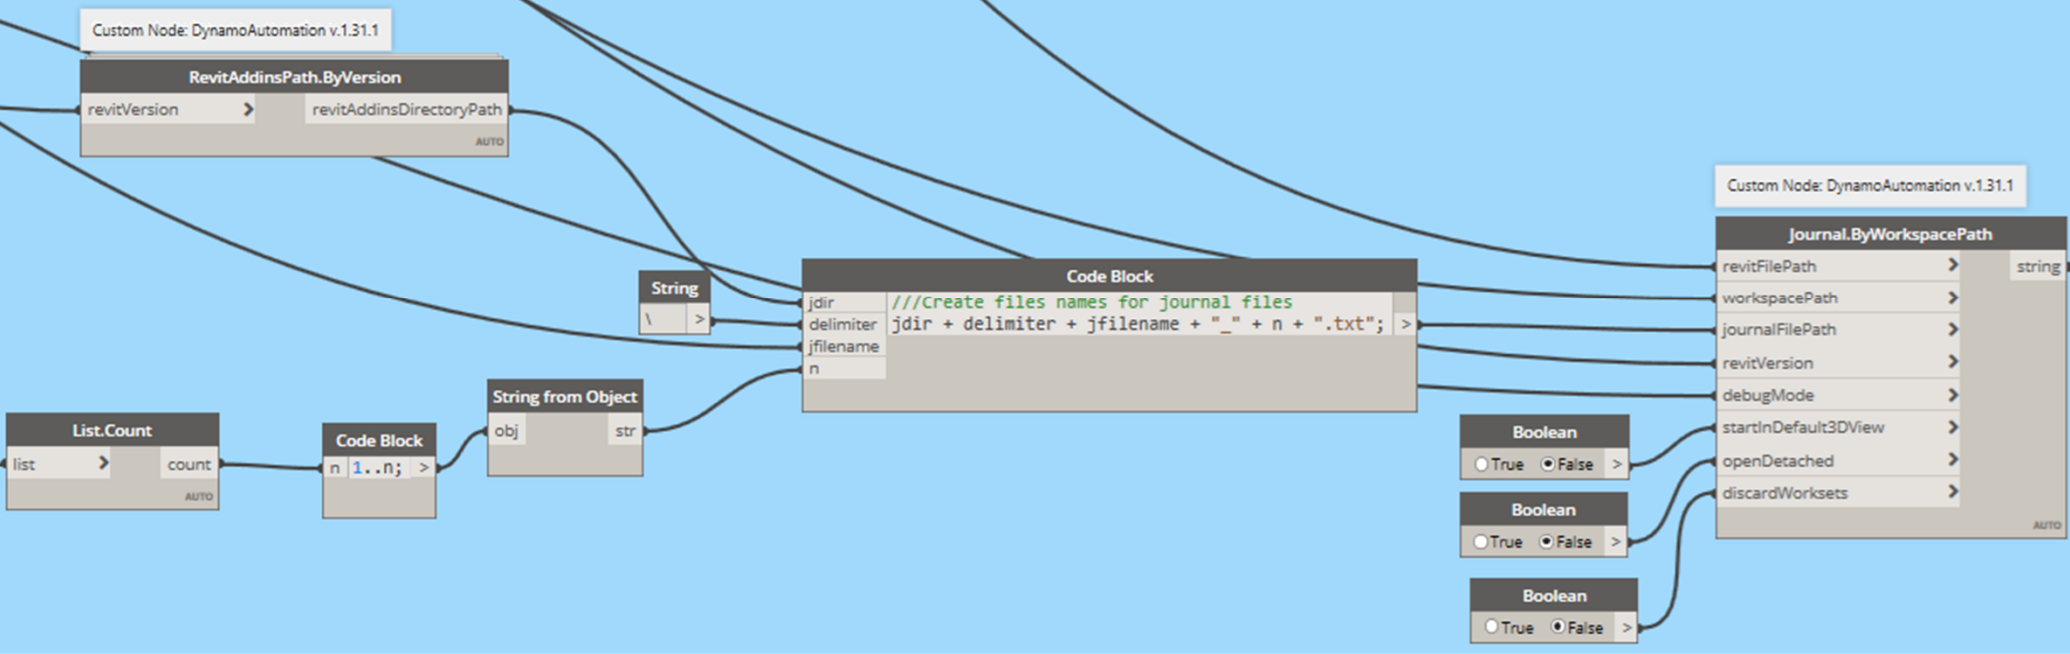 Custom Node: DynamoAutomation v.1.31.1
RevitAddinsPath.ByVersion
revitVersion > revitAddinsDirectoryPath
AUTO
Custom Node: DynamoAutomation v.1.31.1
Journal.ByWorkspacePath
revitFilePath > string
workspacePath >
journalFilePath >
revitVersion >
debugMode >
startInDefault3DView >
openDetached >
discardWorksets >
AUTO
String
\ >
Code Block
jdir ///Create files names for journal files
delimiter jdir + delimiter + jfilename + "_" + n + ".txt"; >
jfilename
n
List.Count
list > count
AUTO
Code Block
n 1..n; >
String from Object
obj str
Boolean
True False >
Boolean
True False >
Boolean
True False >